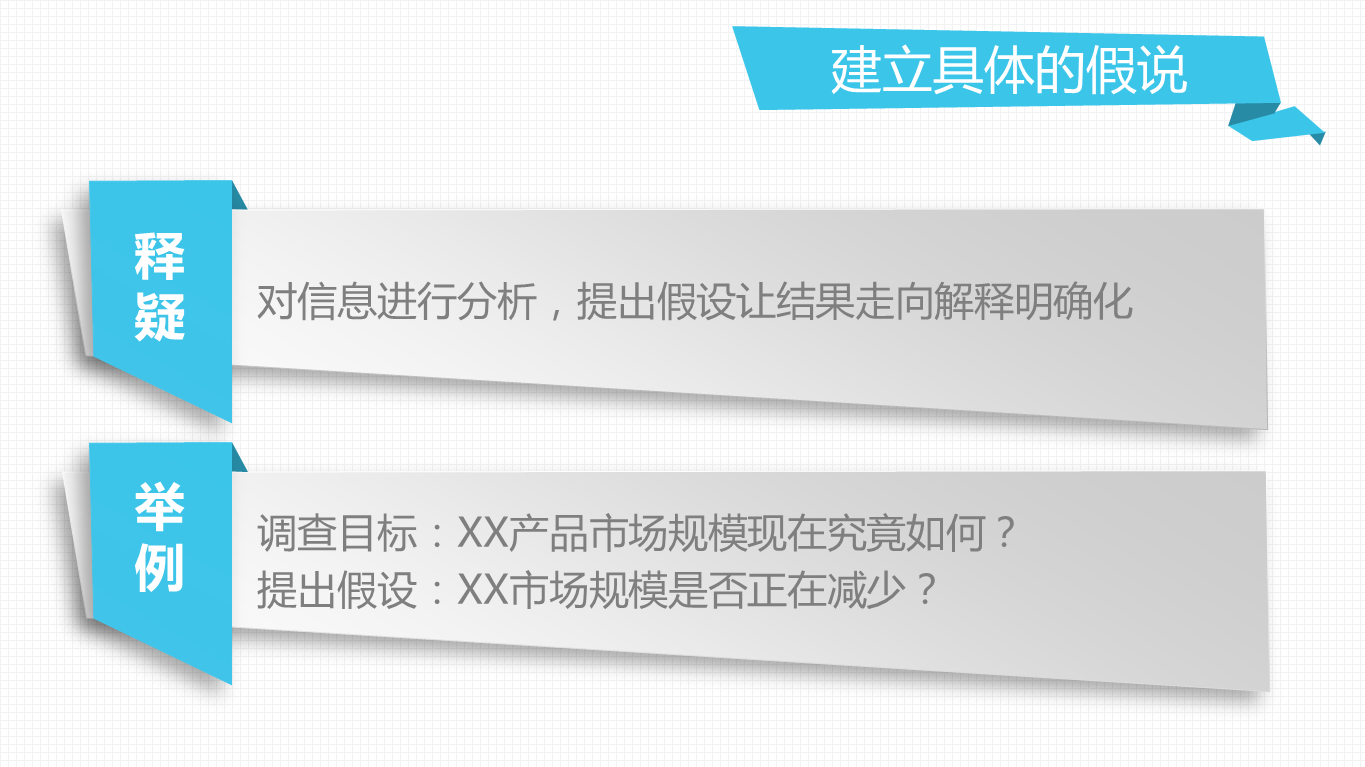 建立具体的假说
释疑
对信息进行分析，提出假设让结果走向解释明确化
举例
调查目标：XX产品市场规模现在究竟如何？
提出假设：XX市场规模是否正在减少？